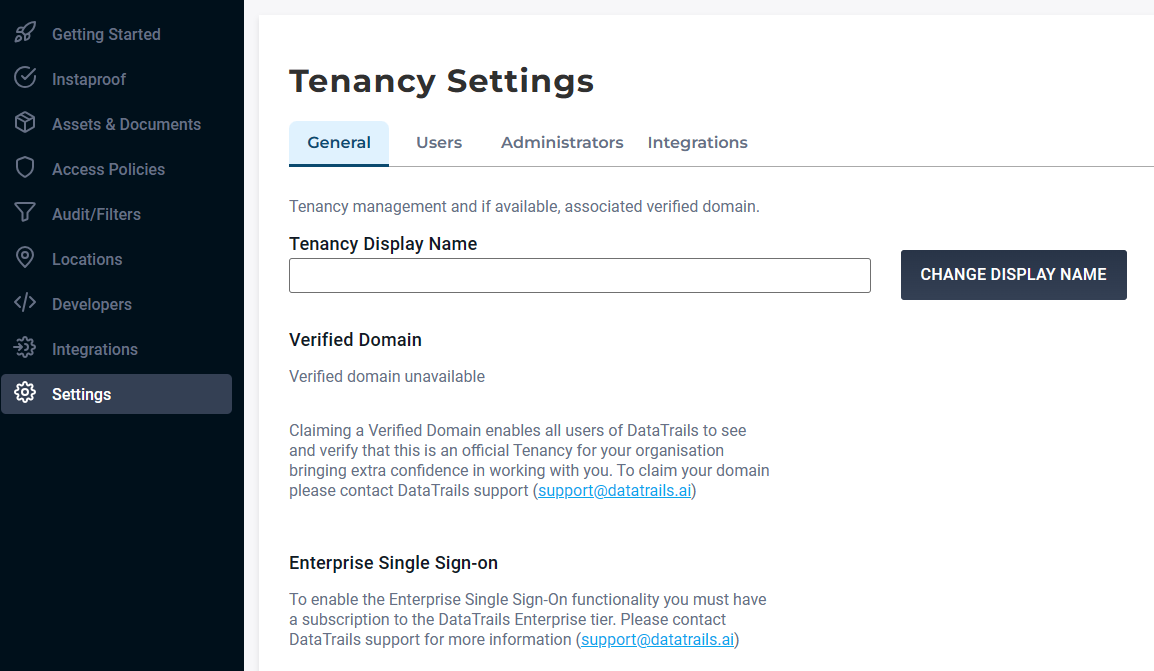 Getting Started
Instaproof
Assets & Documents
Access Policies
Audit/Filters
Locations
Developers
Integrations
Settings
Tenancy Settings
General Users Administrators Integrations
Tenancy management and if available, associated verified domain.
Tenancy Display Name
CHANGE DISPLAY NAME
Verified Domain
Verified domain unavailable
Claiming a Verified Domain enables all users of DataTrails to see
and verify that this is an official Tenancy for your organisation
bringing extra confidence in working with you. To claim your domain
please contact DataTrails support (support@datatrails.ai)
Enterprise Single Sign-on
To enable the Enterprise Single Sign-On functionality you must have
a subscription to the DataTrails Enterprise tier. Please contact
DataTrails support for more information (support@datatrails.ai)